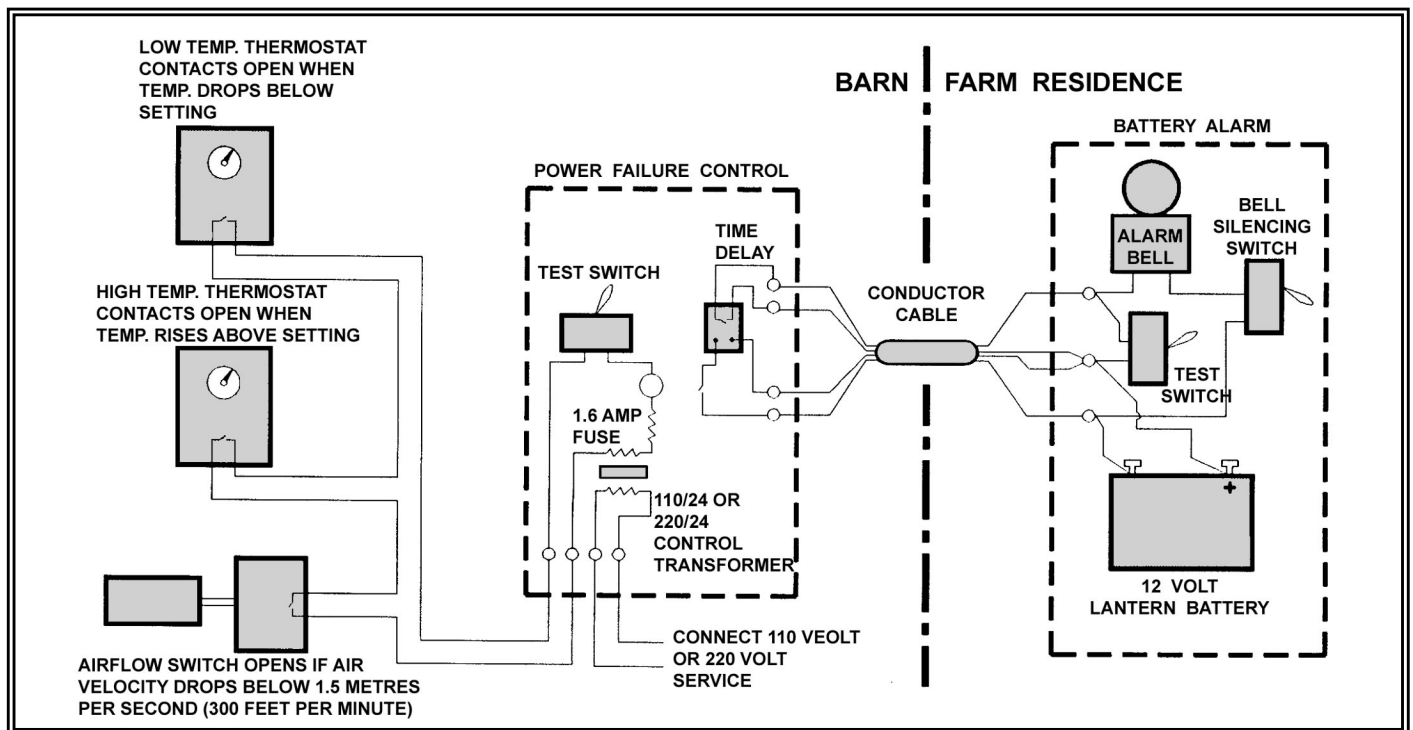 LOW TEMP. THERMOSTAT
CONTACTS OPEN WHEN
TEMP. DROPS BELOW
SETTING
HIGH TEMP. THERMOSTAT
CONTACTS OPEN WHEN
TEMP. RISES ABOVE SETTING
AIRFLOW SWITCH OPENS IF AIR
VELOCITY DROPS BELOW 1.5 METRES
PER SECOND (300 FEET PER MINUTE)
POWER FAILURE CONTROL
TEST SWITCH
TIME
DELAY
1.6 AMP
FUSE
110/24 OR
220/24
CONTROL
TRANSFORMER
CONNECT 110 VEOLT
OR 220 VOLT
SERVICE
BARN
FARM RESIDENCE
CONDUCTOR
CABLE
BATTERY ALARM
ALARM
BELL
BELL
SILENCING
SWITCH
TEST
SWITCH
+
12 VOLT
LANTERN BATTERY